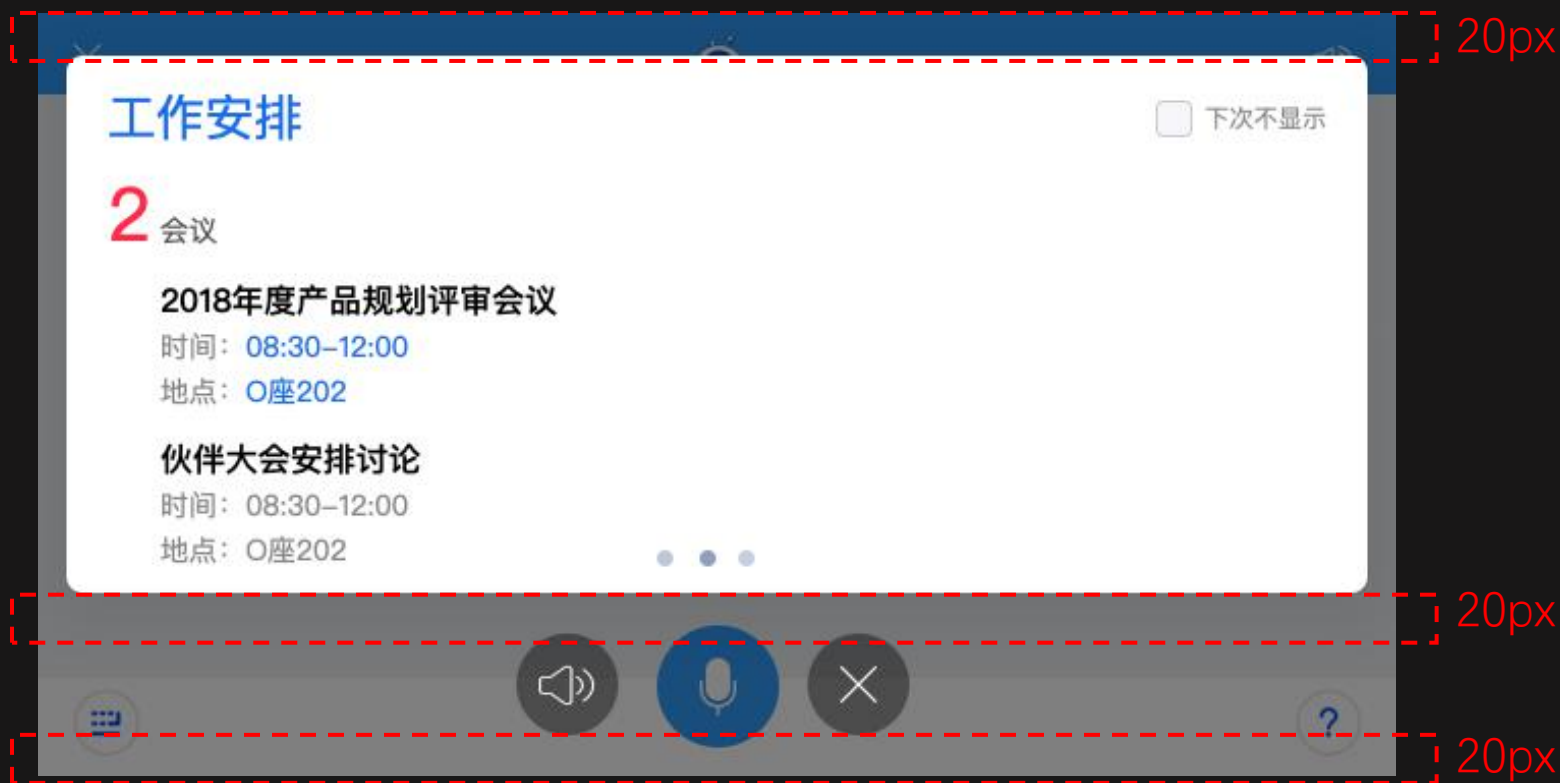 20px
工作安排
下次不显示
2 会议
2018年度产品规划评审会议
时间：08:30–12:00
地点：O座202
伙伴大会安排讨论
时间：08:30–12:00
地点：O座202
20px
?
20px